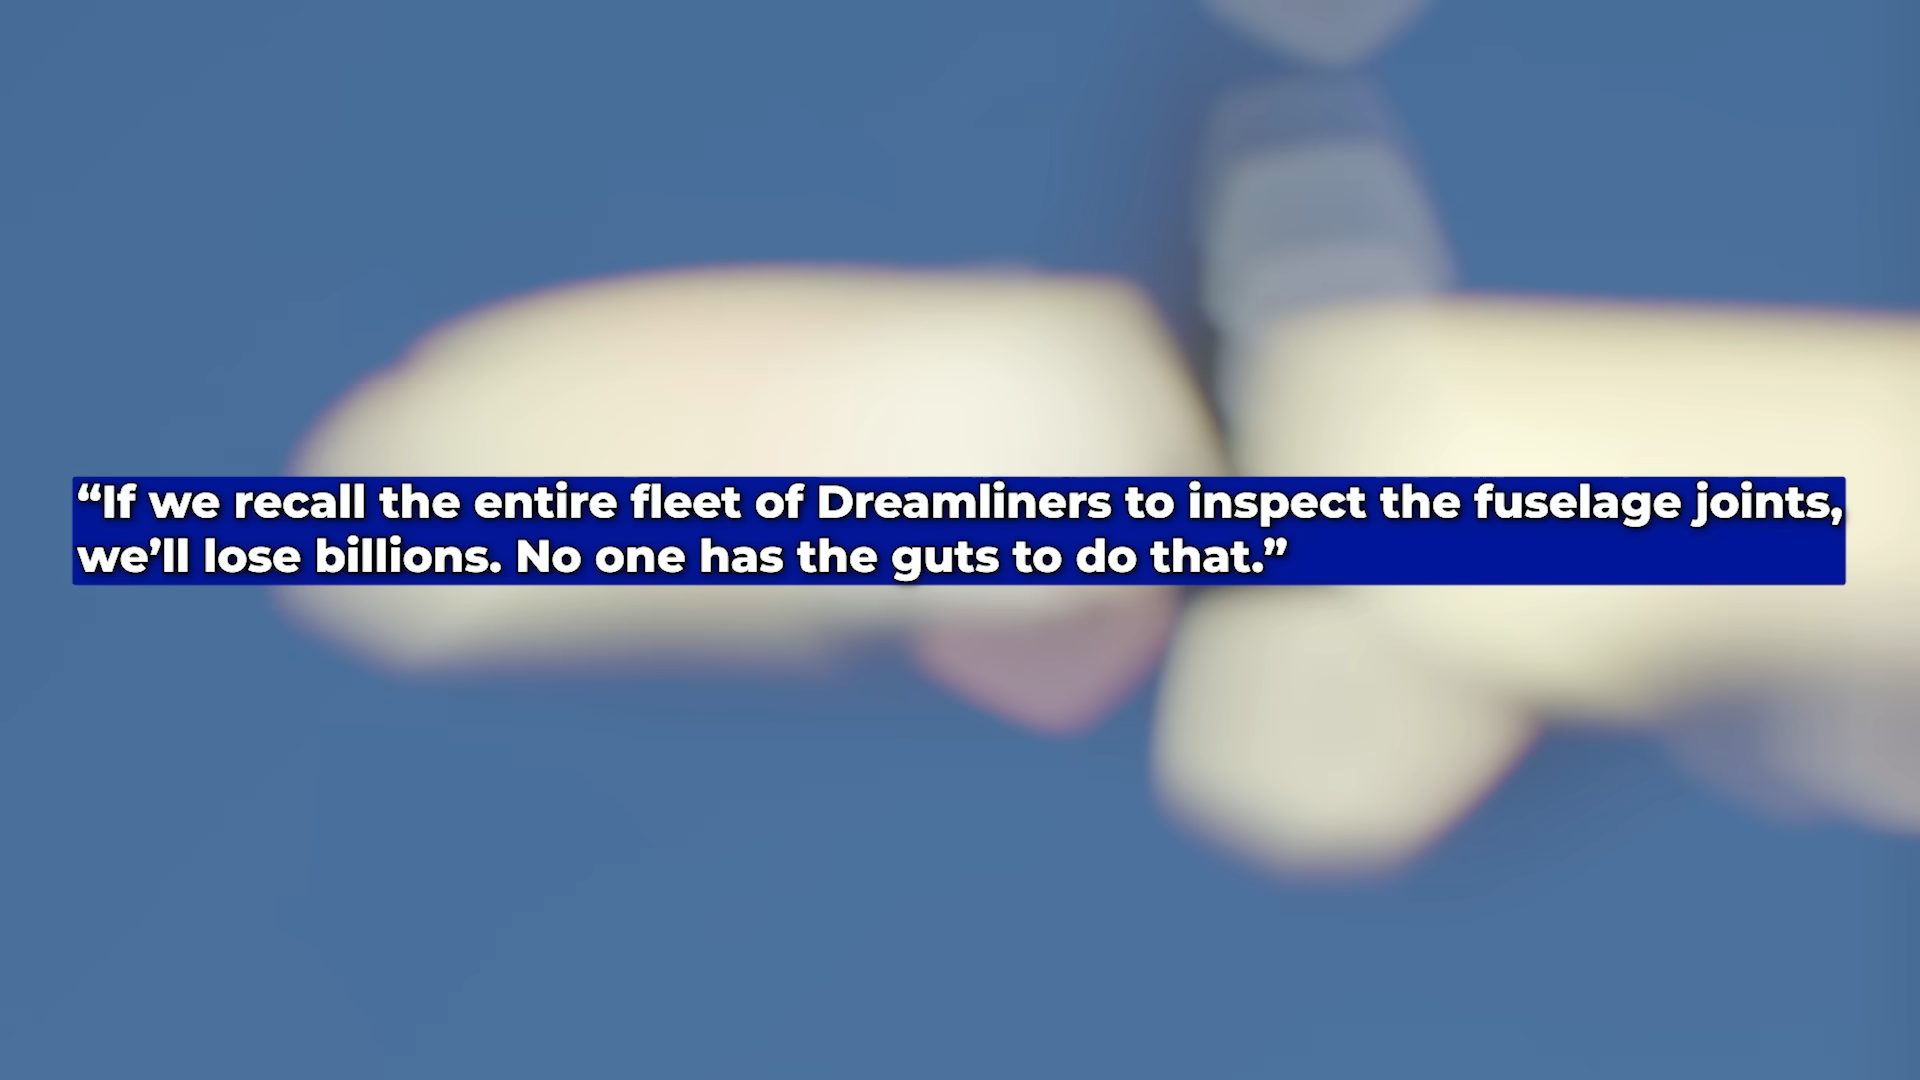 “If we recall the entire fleet of Dreamliners to inspect the fuselage joints,
we’ll lose billions. No one has the guts to do that.”